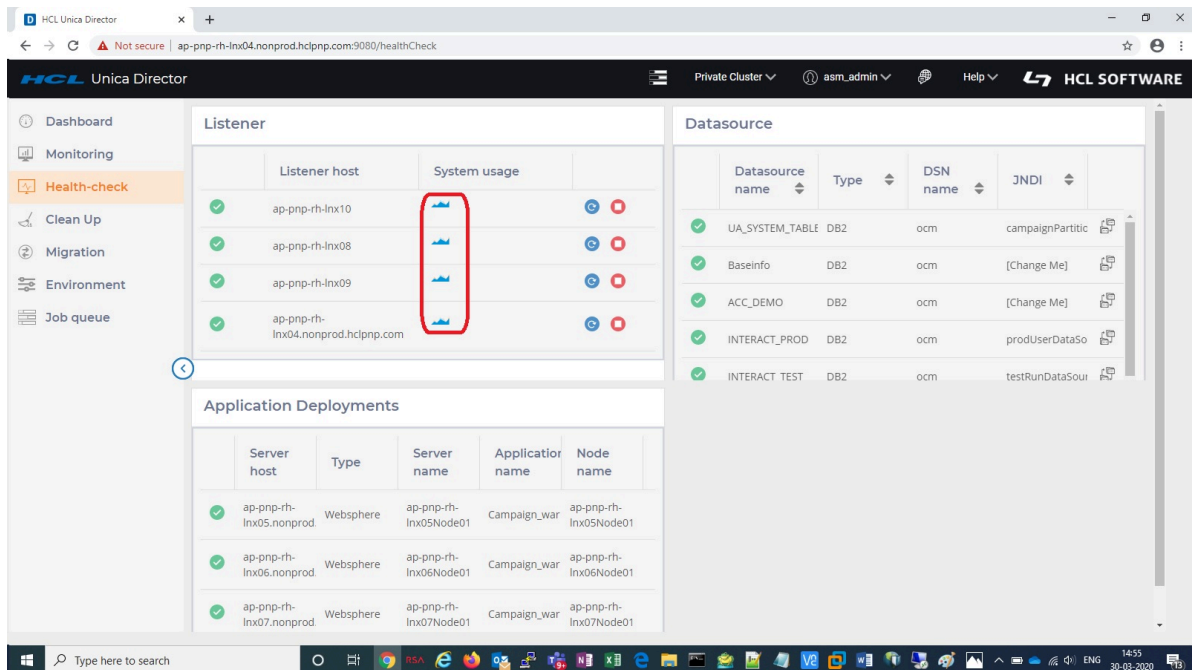 HCL Unica Director
Not secure | ap-pnp-rh-lnx04.nonprod.hclpnp.com:9080/healthCheck
HCL Unica Director
Private Cluster
asm_admin
Help
HCL SOFTWARE
Dashboard
Monitoring
Health-check
Clean Up
Migration
Environment
Job queue
Listener
Listener host System usage
ap-pnp-rh-lnx10
ap-pnp-rh-lnx08
ap-pnp-rh-lnx09
ap-pnp-rh-
lnx04.nonprod.hclpnp.com
Datasource
Datasource
name
Type
DSN
name
JNDI
UA_SYSTEM_TABLE DB2 ocm campaignPartitic
Baseinfo DB2 ocm [Change Me]
ACC_DEMO DB2 ocm [Change Me]
INTERACT_PROD DB2 ocm prodUserDataSo
INTERACT_TEST DB2 ocm testRunDataSour
Application Deployments
Server
host
Type
Server
name
Application
name
Node
name
ap-pnp-rh-
lnx05.nonprod.
Websphere
ap-pnp-rh-
lnx05Node01
Campaign_war
ap-pnp-rh-
lnx05Node01
ap-pnp-rh-
lnx06.nonprod.
Websphere
ap-pnp-rh-
lnx06Node01
Campaign_war
ap-pnp-rh-
lnx06Node01
ap-pnp-rh-
lnx07.nonprod.
Websphere
ap-pnp-rh-
lnx07Node01
Campaign_war
ap-pnp-rh-
lnx07Node01
Type here to search
RSA
ENG
14:55
30-03-2020